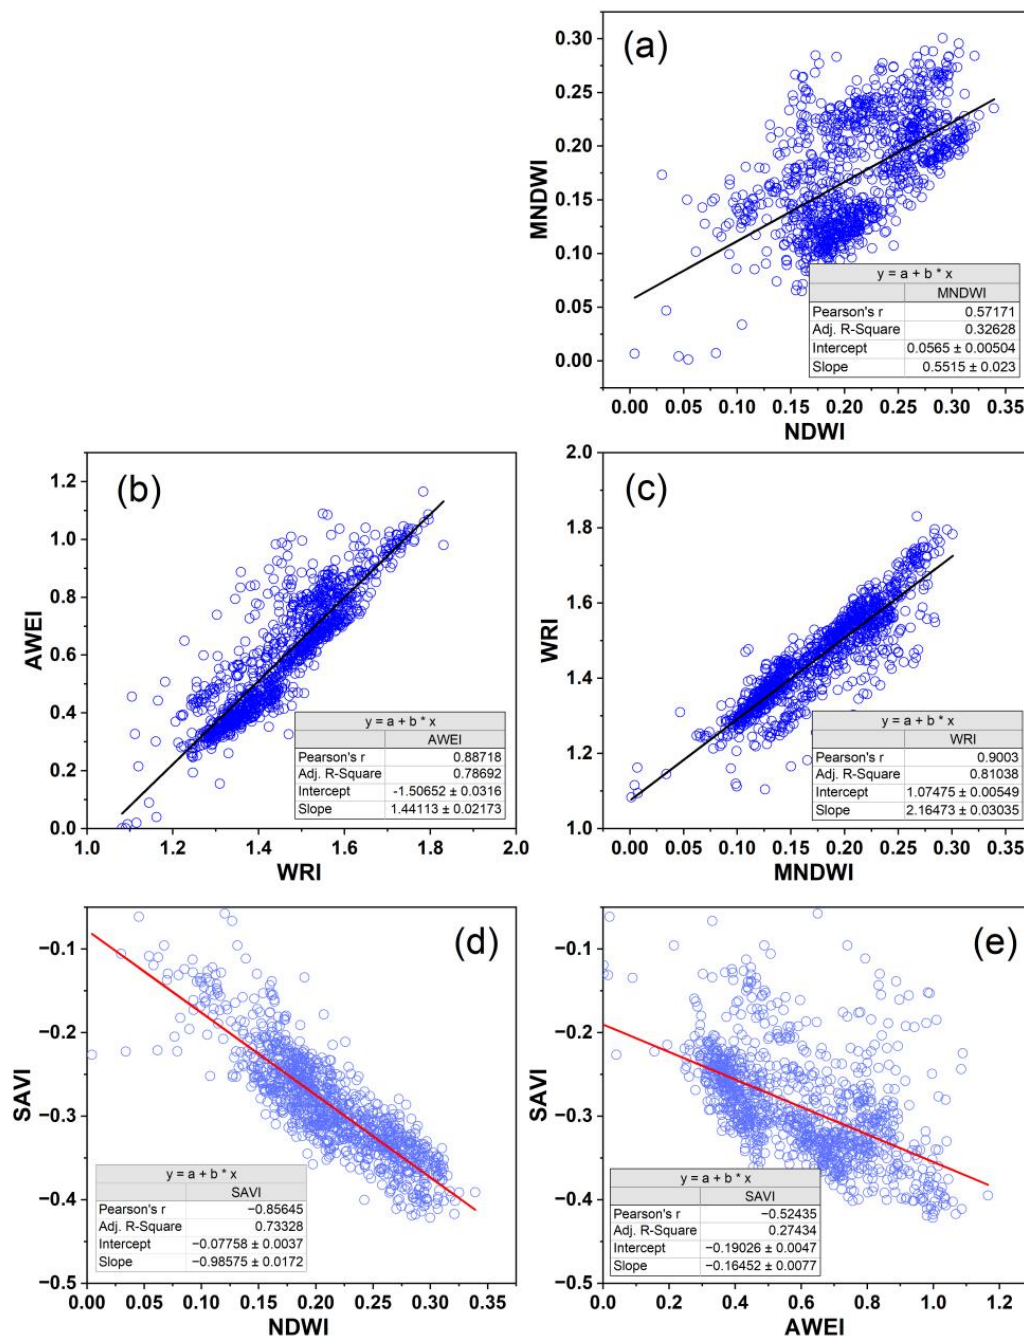 (a)
0.30
0.25
0.20
0.15
0.10
0.05
0.00
MNDWI
y = a + b * x
MNDWI
Pearson's r 0.57171
Adj. R-Square 0.32628
Intercept 0.0565 ± 0.00504
Slope 0.5515 ± 0.023
0.00 0.05 0.10 0.15 0.20 0.25 0.30 0.35
NDWI
(b)
1.2
1.0
0.8
0.6
0.4
0.2
0.0
AWEI
y = a + b * x
AWEI
Pearson's r 0.88718
Adj. R-Square 0.78692
Intercept -1.50652 ± 0.0316
Slope 1.44113 ± 0.02173
1.0 1.2 1.4 1.6 1.8 2.0
WRI
(c)
2.0
1.8
1.6
1.4
1.2
1.0
WRI
y = a + b * x
WRI
Pearson's r 0.9003
Adj. R-Square 0.81038
Intercept 1.07475 ± 0.00549
Slope 2.16473 ± 0.03035
0.00 0.05 0.10 0.15 0.20 0.25 0.30 0.35
MNDWI
(d)
−0.1
−0.2
−0.3
−0.4
−0.5
SAVI
y = a + b * x
SAVI
Pearson's r −0.85645
Adj. R-Square 0.73328
Intercept −0.07758 ± 0.0037
Slope −0.98575 ± 0.0172
0.00 0.05 0.10 0.15 0.20 0.25 0.30 0.35
NDWI
(e)
−0.1
−0.2
−0.3
−0.4
−0.5
SAVI
y = a + b * x
SAVI
Pearson's r −0.52435
Adj. R-Square 0.27434
Intercept −0.19026 ± 0.0047
Slope −0.16452 ± 0.0077
0.0 0.2 0.4 0.6 0.8 1.0 1.2
AWEI